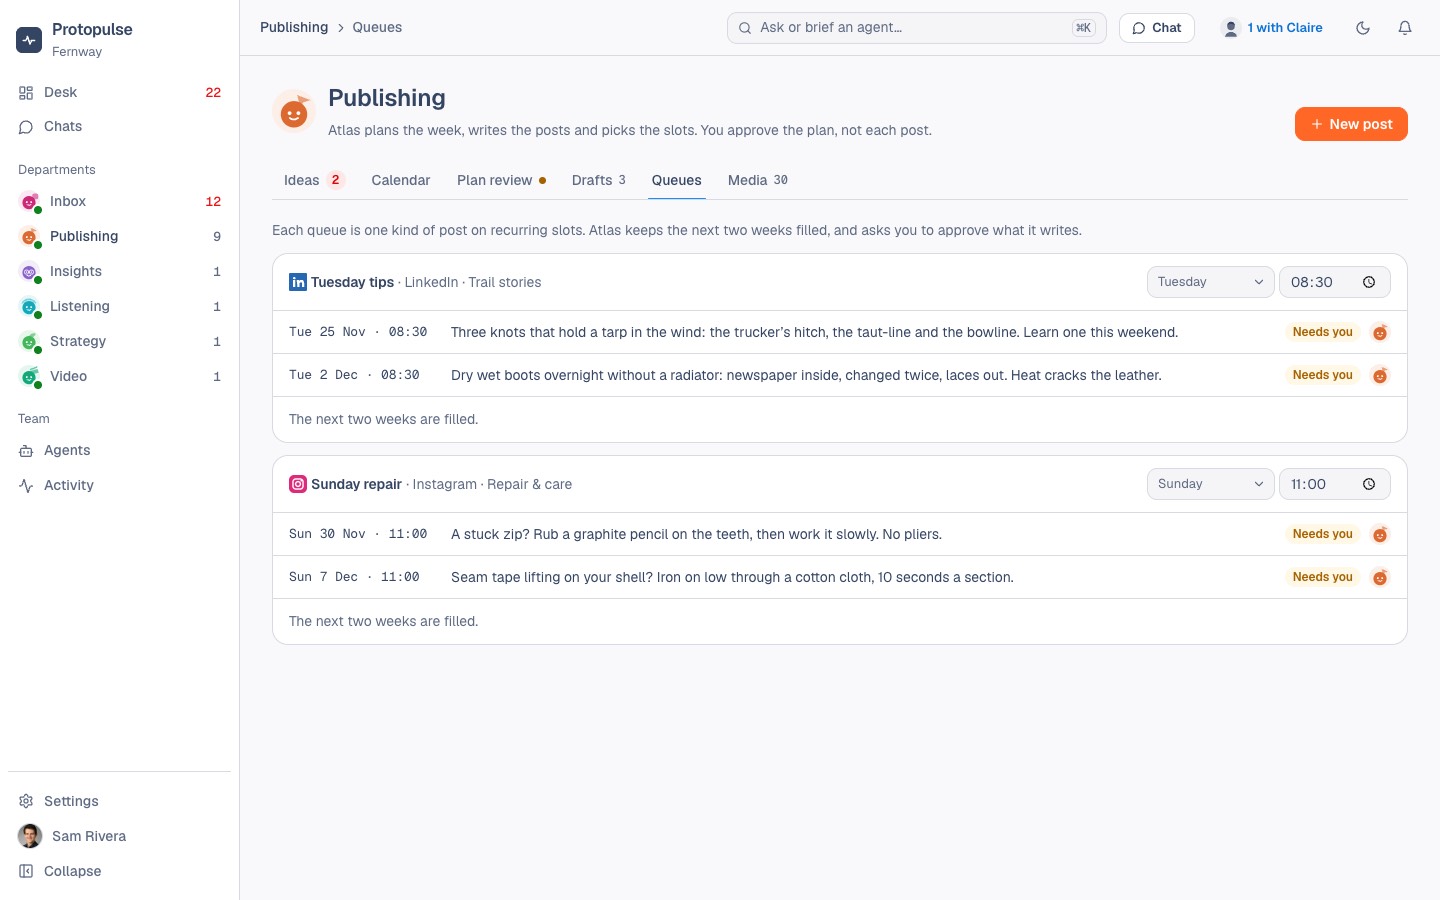 Protopulse
Fernway
Desk 22
Chats
Departments
Inbox 12
Publishing 9
Insights 1
Listening 1
Strategy 1
Video 1
Team
Agents
Activity
Settings
Sam Rivera
Collapse
Publishing > Queues
Ask or brief an agent… ⌘K
Chat
1 with Claire
Publishing
Atlas plans the week, writes the posts and picks the slots. You approve the plan, not each post.
+ New post
Ideas 2 Calendar Plan review Drafts 3 Queues Media 30
Each queue is one kind of post on recurring slots. Atlas keeps the next two weeks filled, and asks you to approve what it writes.
in Tuesday tips · LinkedIn · Trail stories Tuesday 08:30
Tue 25 Nov · 08:30 Three knots that hold a tarp in the wind: the trucker’s hitch, the taut-line and the bowline. Learn one this weekend. Needs you
Tue 2 Dec · 08:30 Dry wet boots overnight without a radiator: newspaper inside, changed twice, laces out. Heat cracks the leather. Needs you
The next two weeks are filled.
Sunday repair · Instagram · Repair & care Sunday 11:00
Sun 30 Nov · 11:00 A stuck zip? Rub a graphite pencil on the teeth, then work it slowly. No pliers. Needs you
Sun 7 Dec · 11:00 Seam tape lifting on your shell? Iron on low through a cotton cloth, 10 seconds a section. Needs you
The next two weeks are filled.